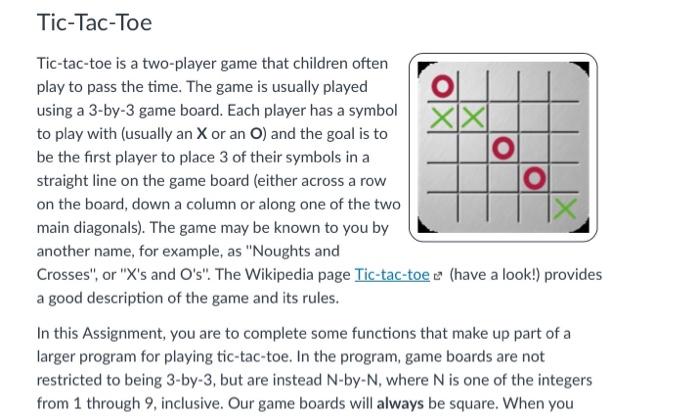 Tic-Tac-Toe
Tic-tac-toe is a two-player game that children often
play to pass the time. The game is usually played
using a 3-by-3 game board. Each player has a symbol
to play with (usually an X or an O) and the goal is to
be the first player to place 3 of their symbols in a
straight line on the game board (either across a row
on the board, down a column or along one of the two
main diagonals). The game may be known to you by
another name, for example, as "Noughts and
Crosses", or "X's and O's". The Wikipedia page Tic-tac-toe (have a look!) provides
a good description of the game and its rules.
In this Assignment, you are to complete some functions that make up part of a
larger program for playing tic-tac-toe. In the program, game boards are not
restricted to being 3-by-3, but are instead N-by-N, where N is one of the integers
from 1 through 9, inclusive. Our game boards will always be square. When you
O
X X
O
O
X